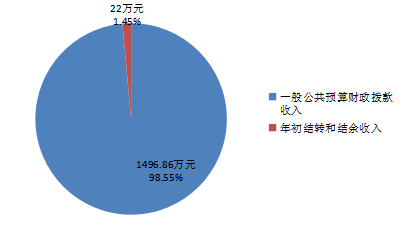 22万元
1.45%
1496.86万元
98.55%
一般公共预算财政拨款
收入
年初结转和结余收入